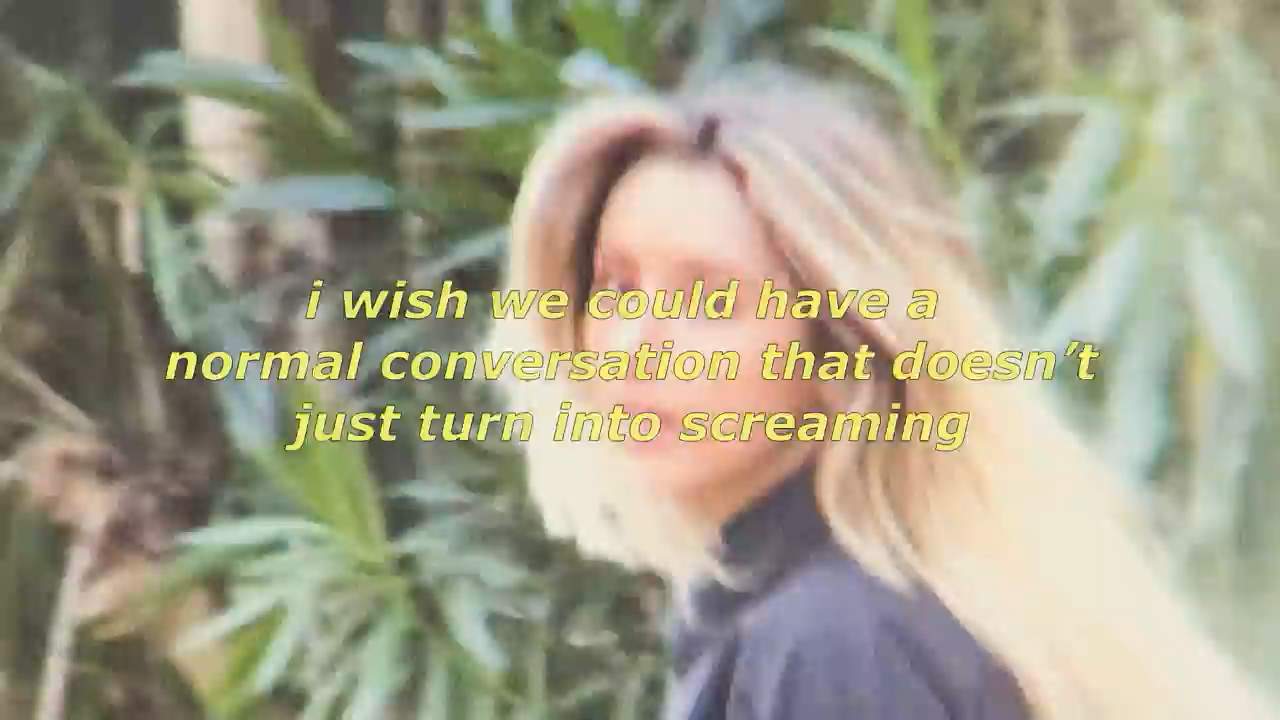 i wish we could have a
normal conversation that doesn’t
just turn into screaming